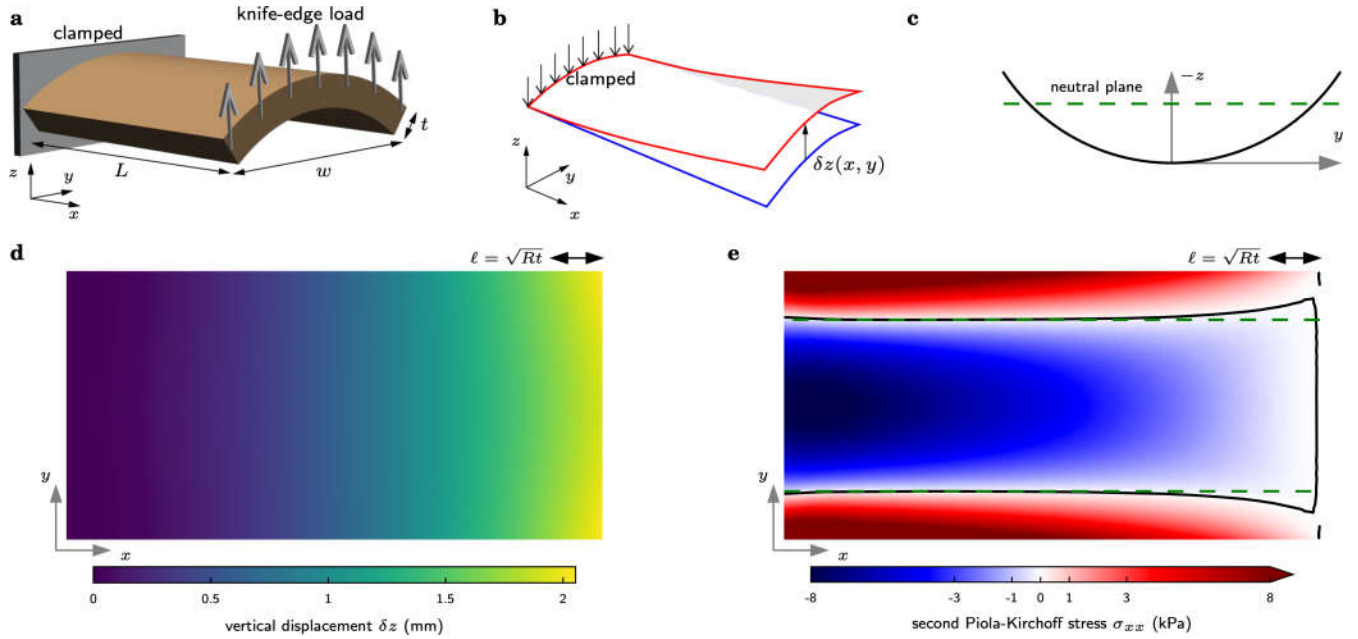 a
knife-edge load
clamped
L
w
t
z
y
x
b
clamped
z
y
x
δz(x, y)
c
−z
neutral plane
y
d
ℓ = √Rt
y
x
0
0.5
1
1.5
2
vertical displacement δz (mm)
e
ℓ = √Rt
y
x
-8
-3
-1
0
1
3
8
second Piola-Kirchoff stress σxx (kPa)